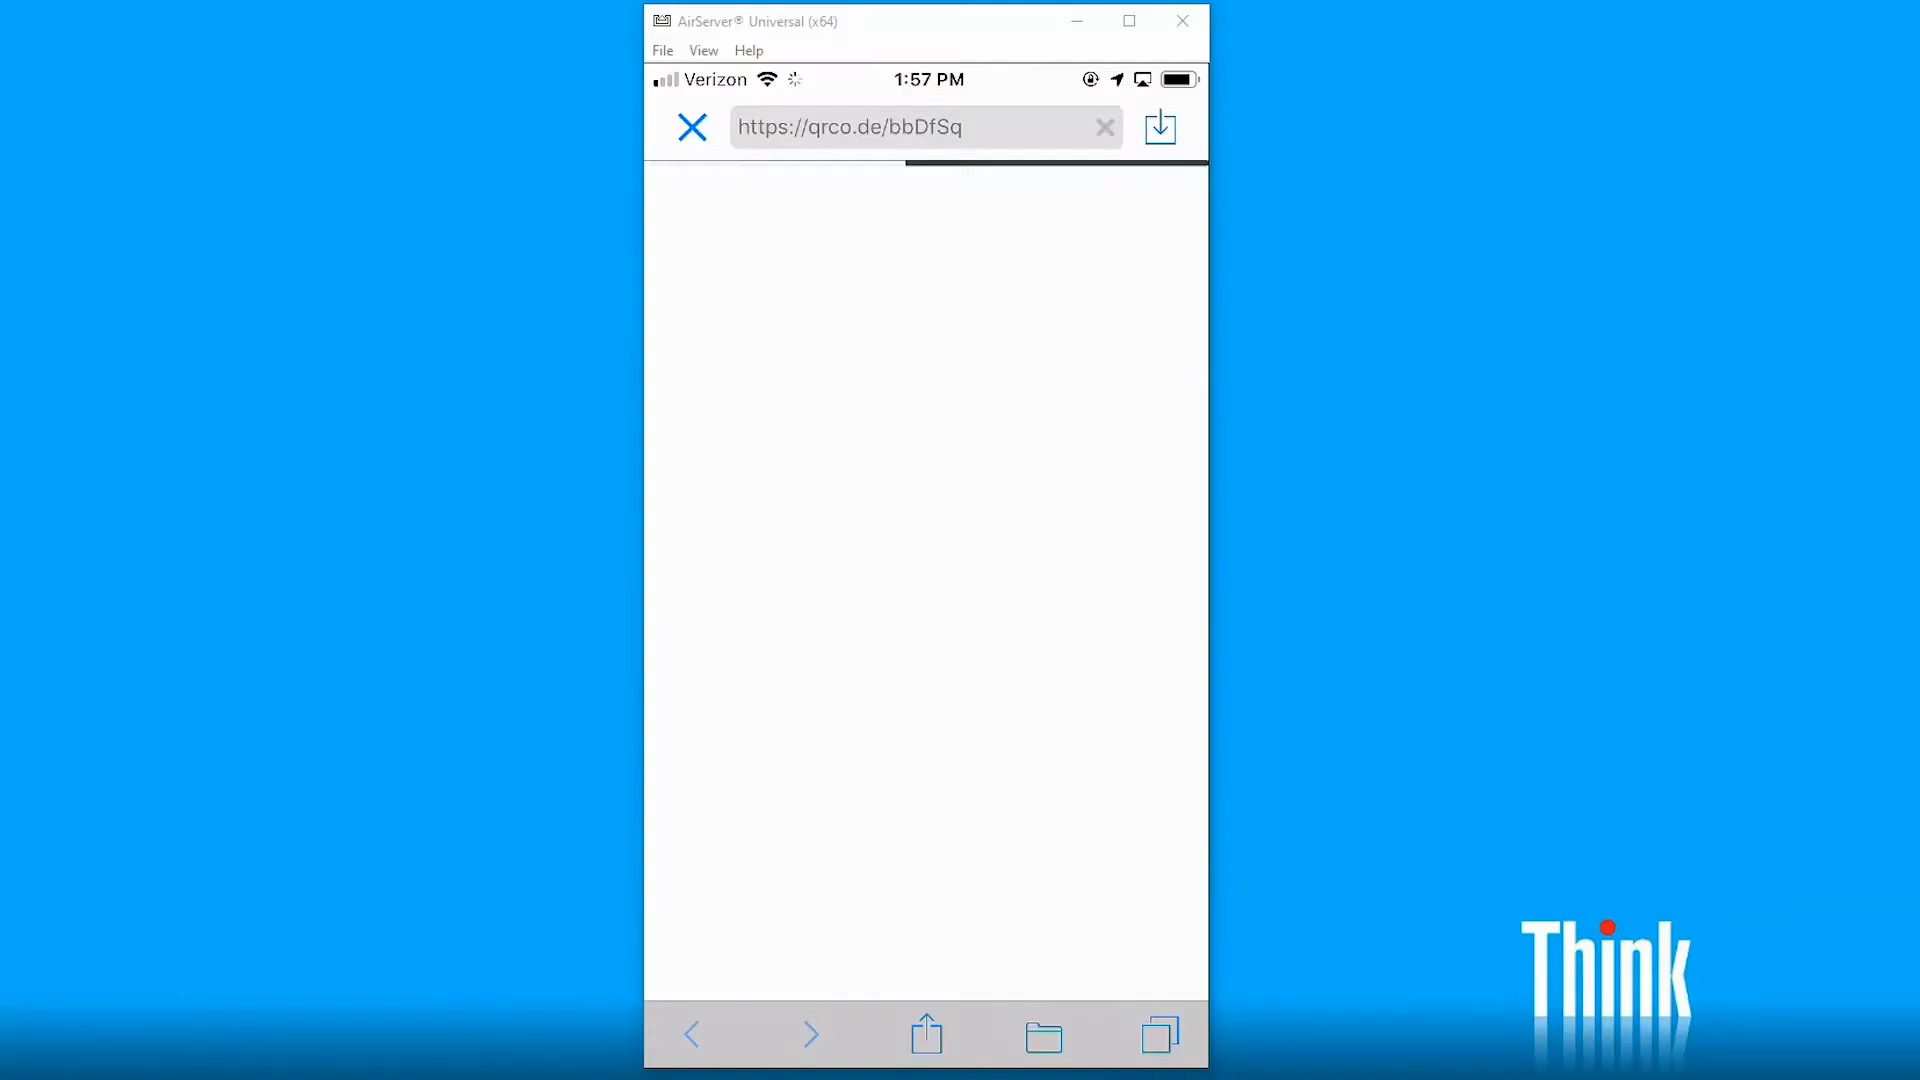 AirServer® Universal (x64)
File View Help
Verizon 1:57 PM
https://qrco.de/bbDfSq
Think